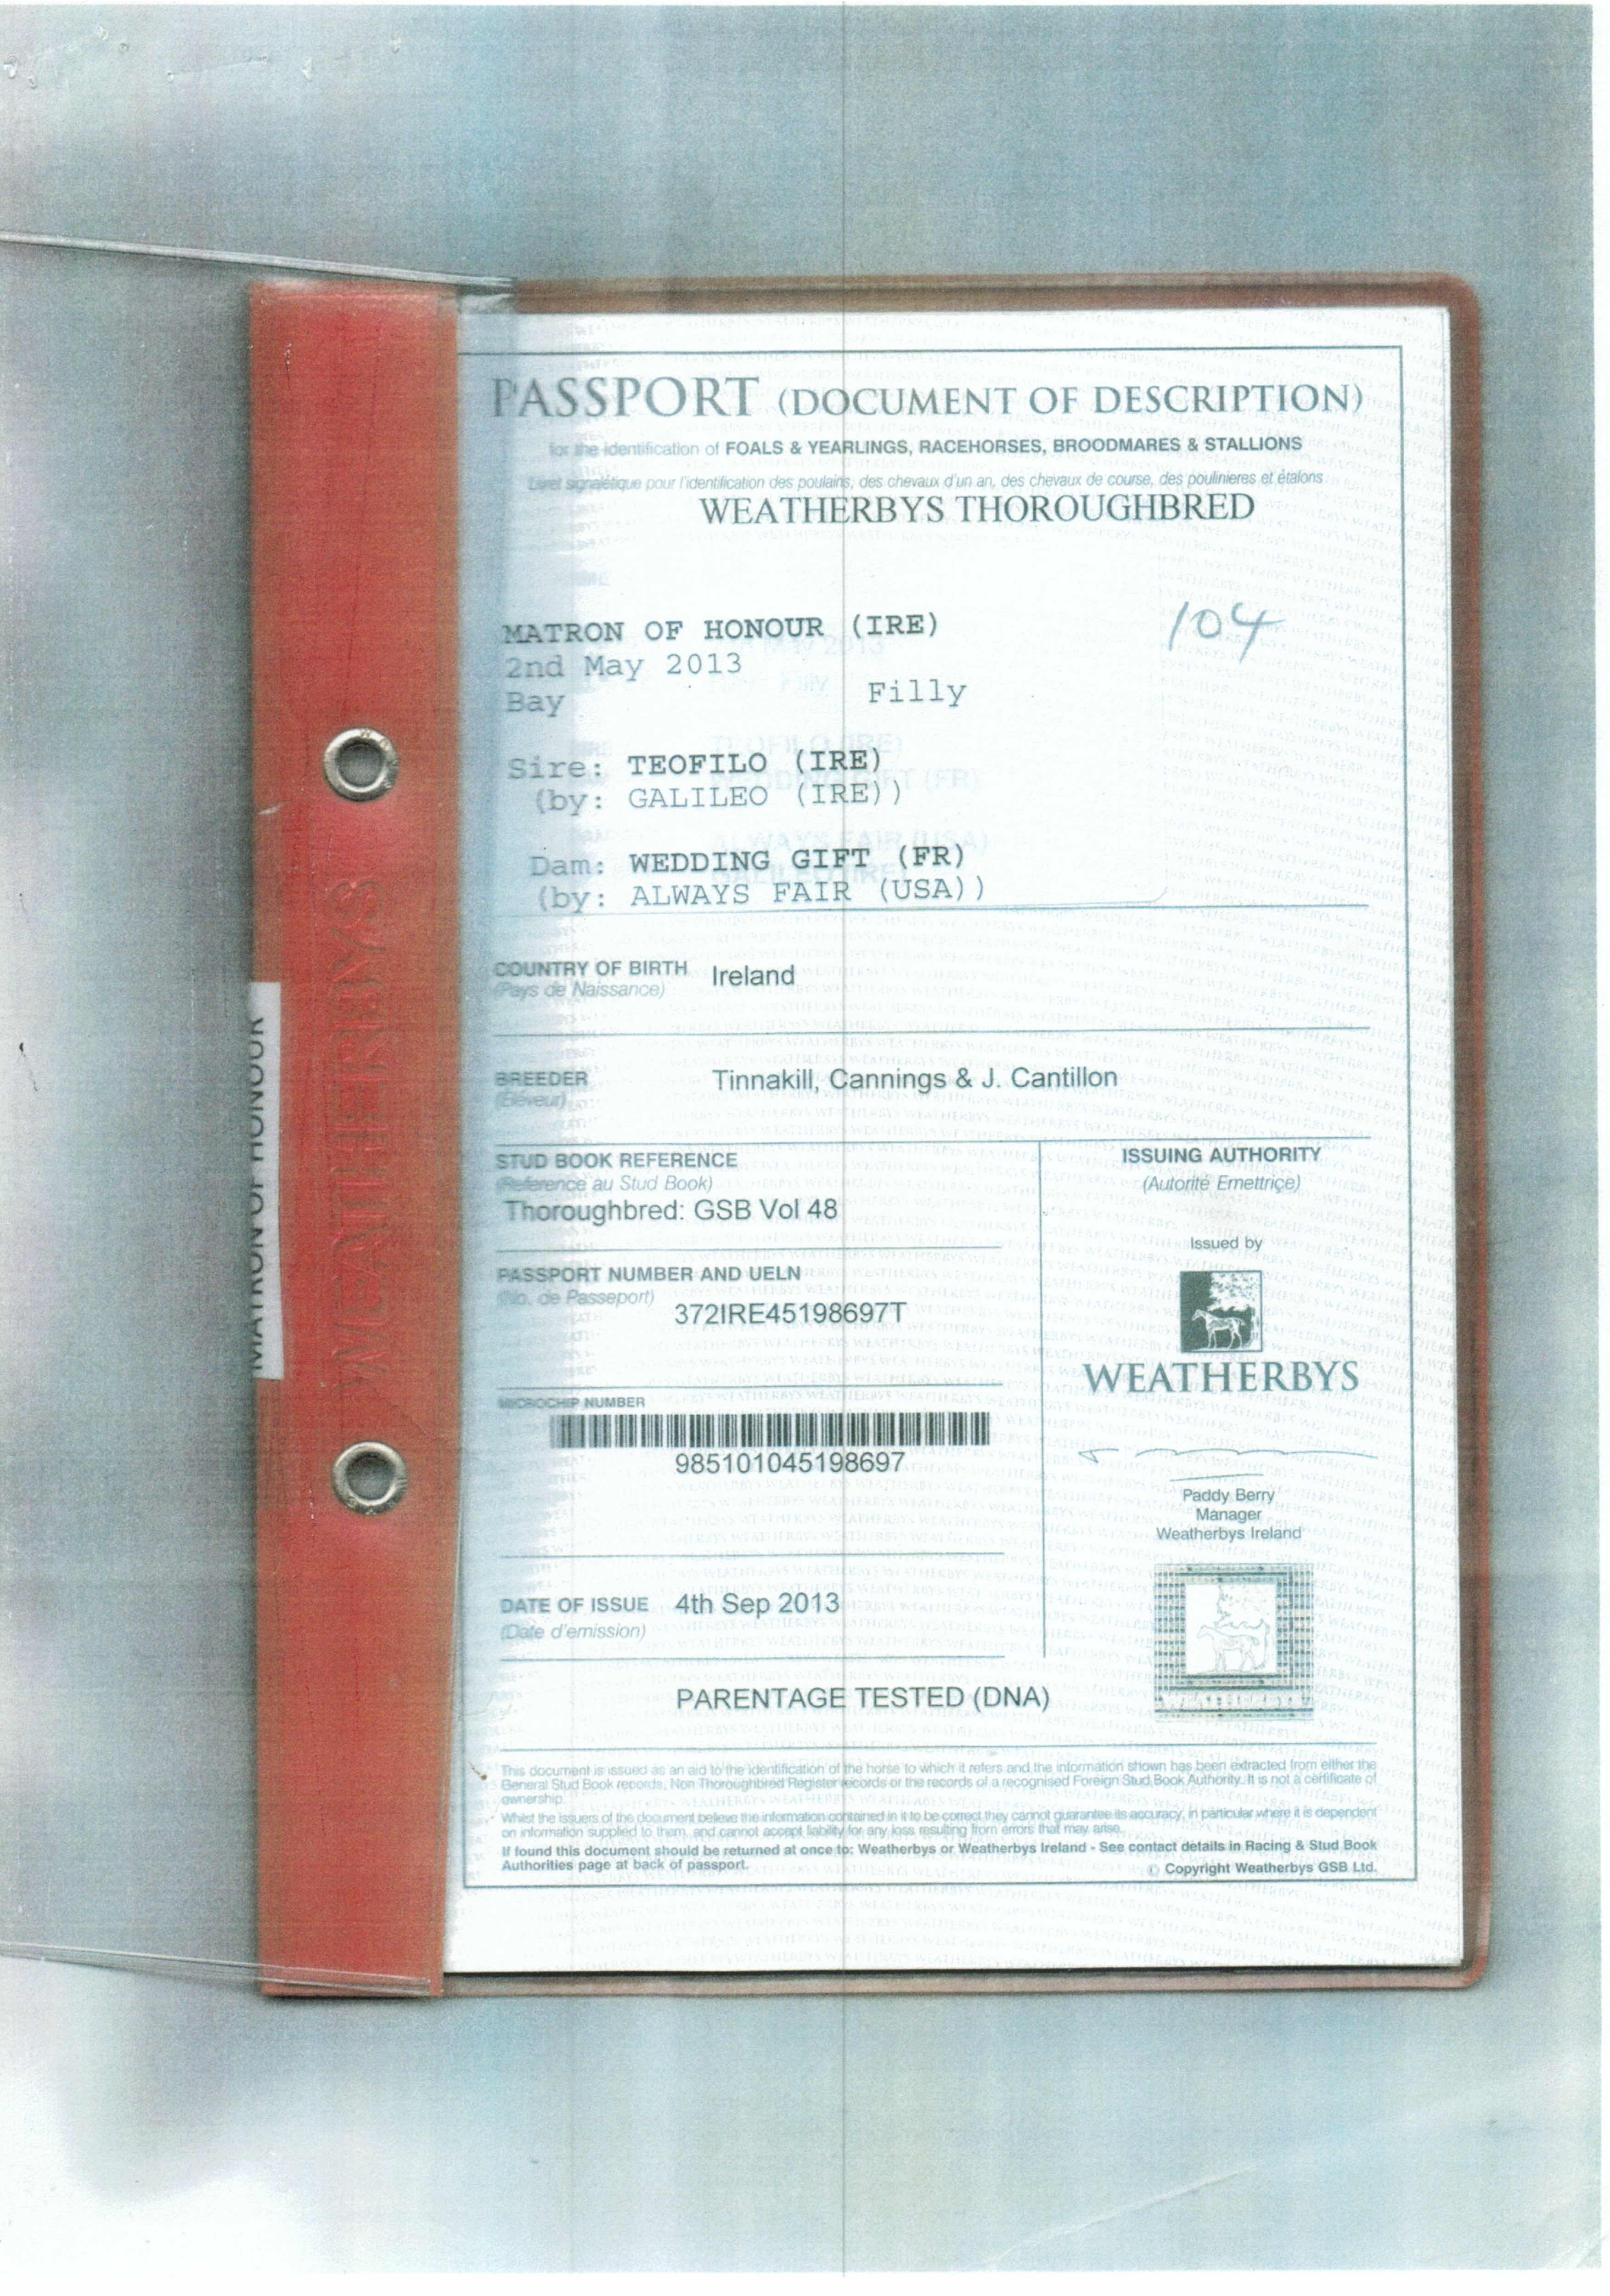 PASSPORT (DOCUMENT OF DESCRIPTION)
for the identification of FOALS & YEARLINGS, RACEHORSES, BROODMARES & STALLIONS
Livret signalétique pour l'identification des poulains, des chevaux d'un an, des chevaux de course, des poulinieres et étalons
WEATHERBYS THOROUGHBRED
104
MATRON OF HONOUR (IRE)
2nd May 2013
Bay Filly
Sire: TEOFILO (IRE)
(by: GALILEO (IRE))
Dam: WEDDING GIFT (FR)
(by: ALWAYS FAIR (USA))
COUNTRY OF BIRTH Ireland
(Pays de Naissance)
BREEDER Tinnakill, Cannings & J. Cantillon
(Éleveur)
STUD BOOK REFERENCE
(Reference au Stud Book)
Thoroughbred: GSB Vol 48
PASSPORT NUMBER AND UELN
(No. de Passeport)
372IRE45198697T
MICROCHIP NUMBER
985101045198697
DATE OF ISSUE 4th Sep 2013
(Date d'emission)
ISSUING AUTHORITY
(Autorité Emettrice)
Issued by
WEATHERBYS
Paddy Berry
Manager
Weatherbys Ireland
WEATHERBYS
PARENTAGE TESTED (DNA)
This document is issued as an aid to the identification of the horse to which it refers and the information shown has been extracted from either the
General Stud Book records, Non Thoroughbred Register records or the records of a recognised Foreign Stud Book Authority. It is not a certificate of
ownership.
Whilst the issuers of the document believe the information contained in it to be correct they cannot guarantee its accuracy, in particular where it is dependent
on information supplied to them, and cannot accept liability for any loss resulting from errors that may arise.
If found this document should be returned at once to: Weatherbys or Weatherbys Ireland - See contact details in Racing & Stud Book
Authorities page at back of passport.
© Copyright Weatherbys GSB Ltd.
WEATHERBYS
MATRON OF HONOUR